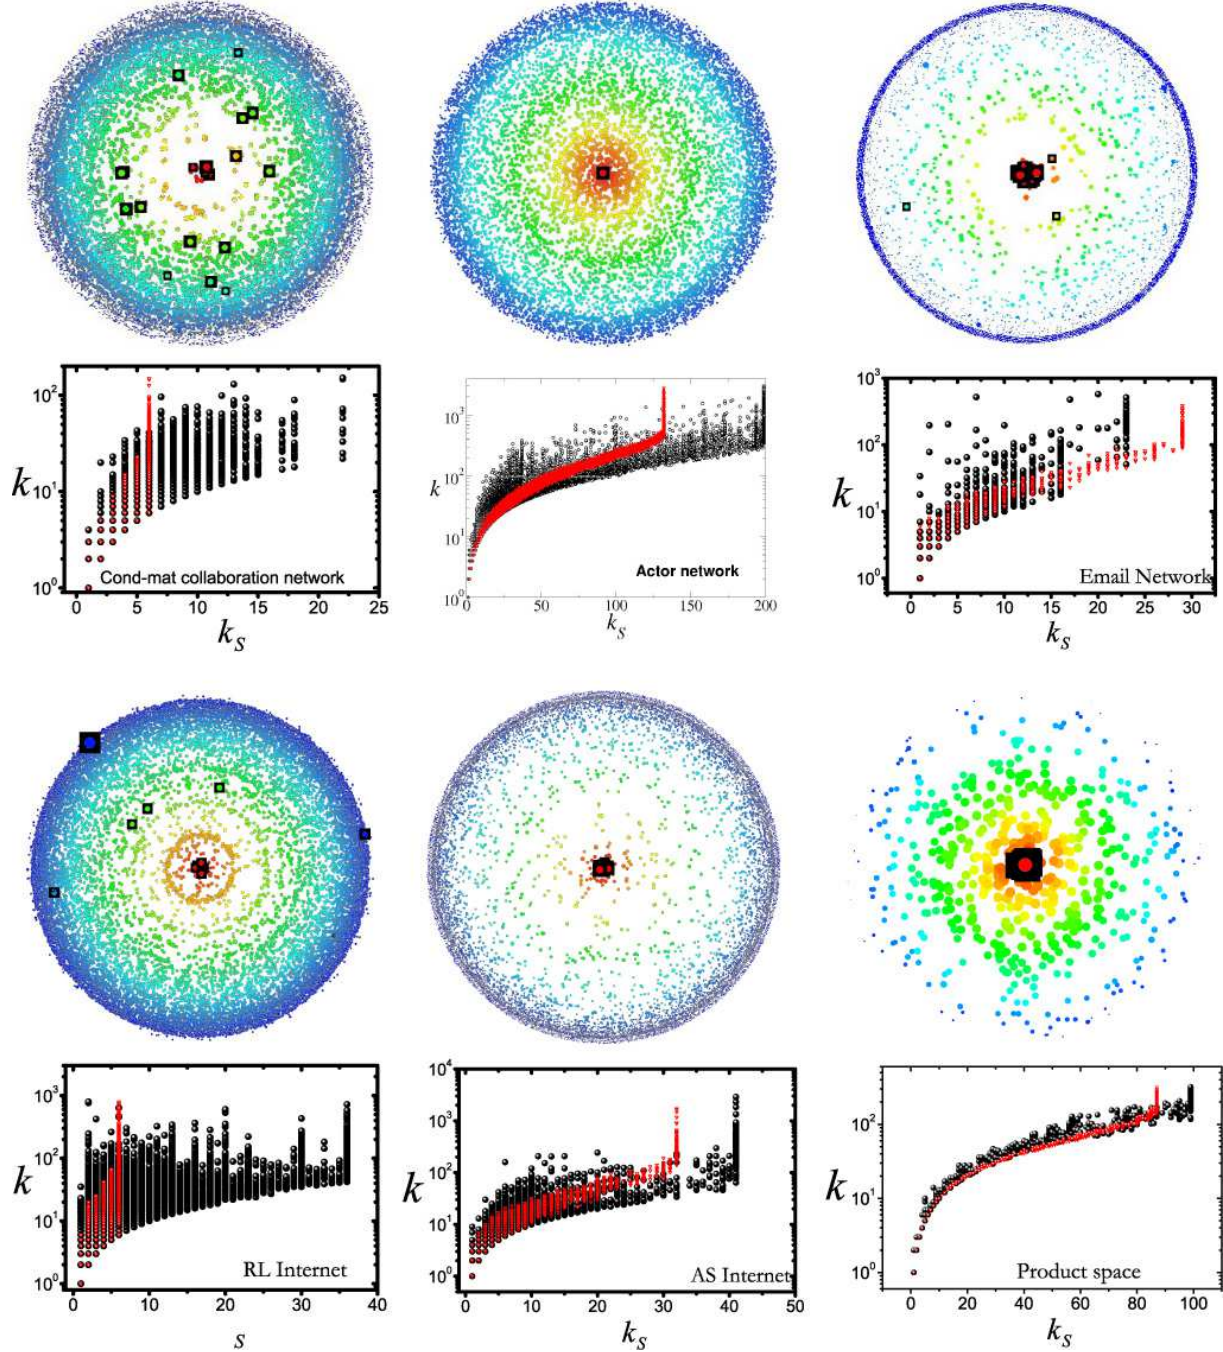 10²
10¹
10⁰
k
0 5 10 15 20 25
k_S
Cond-mat collaboration network
10³
10²
10¹
10⁰
k
0 50 100 150 200
k_S
Actor network
10³
10²
10¹
10⁰
k
0 5 10 15 20 25 30
k_S
Email Network
10³
10²
10¹
10⁰
k
0 10 20 30 40
s
RL Internet
10⁴
10³
10²
10¹
10⁰
k
0 10 20 30 40 50
k_S
AS Internet
10²
10¹
10⁰
k
0 20 40 60 80 100
k_S
Product space